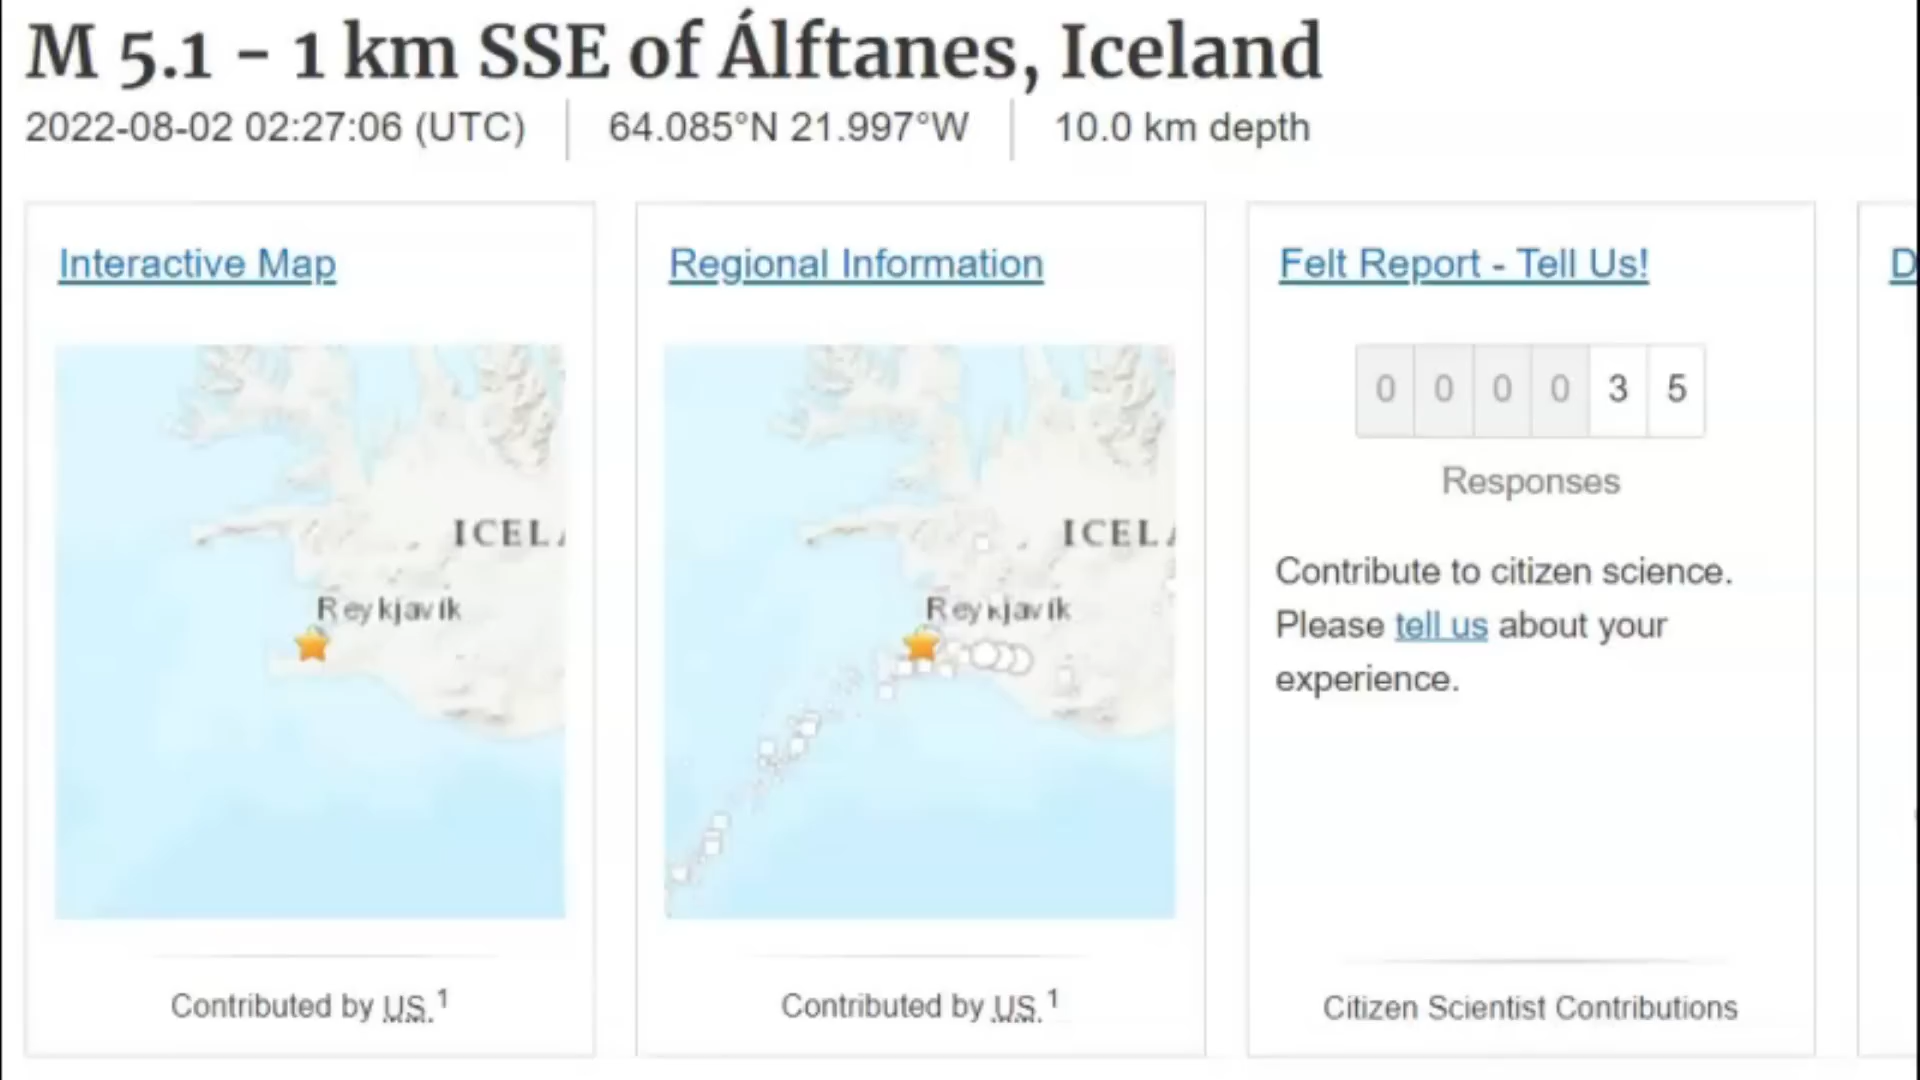 M 5.1 - 1 km SSE of Álftanes, Iceland
2022-08-02 02:27:06 (UTC) 64.085°N 21.997°W 10.0 km depth
Interactive Map
ICEL
Reykjavík
Contributed by US.1
Regional Information
ICEL
Reykjavík
Contributed by US.1
Felt Report - Tell Us!
0 0 0 0 3 5
Responses
Contribute to citizen science.
Please tell us about your
experience.
Citizen Scientist Contributions
D